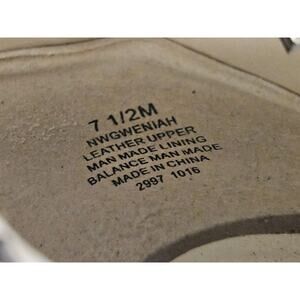 7 1/2M
NWGWENIAH
LEATHER UPPER
MAN MADE LINING
BALANCE MAN MADE
MADE IN CHINA
2997 1016